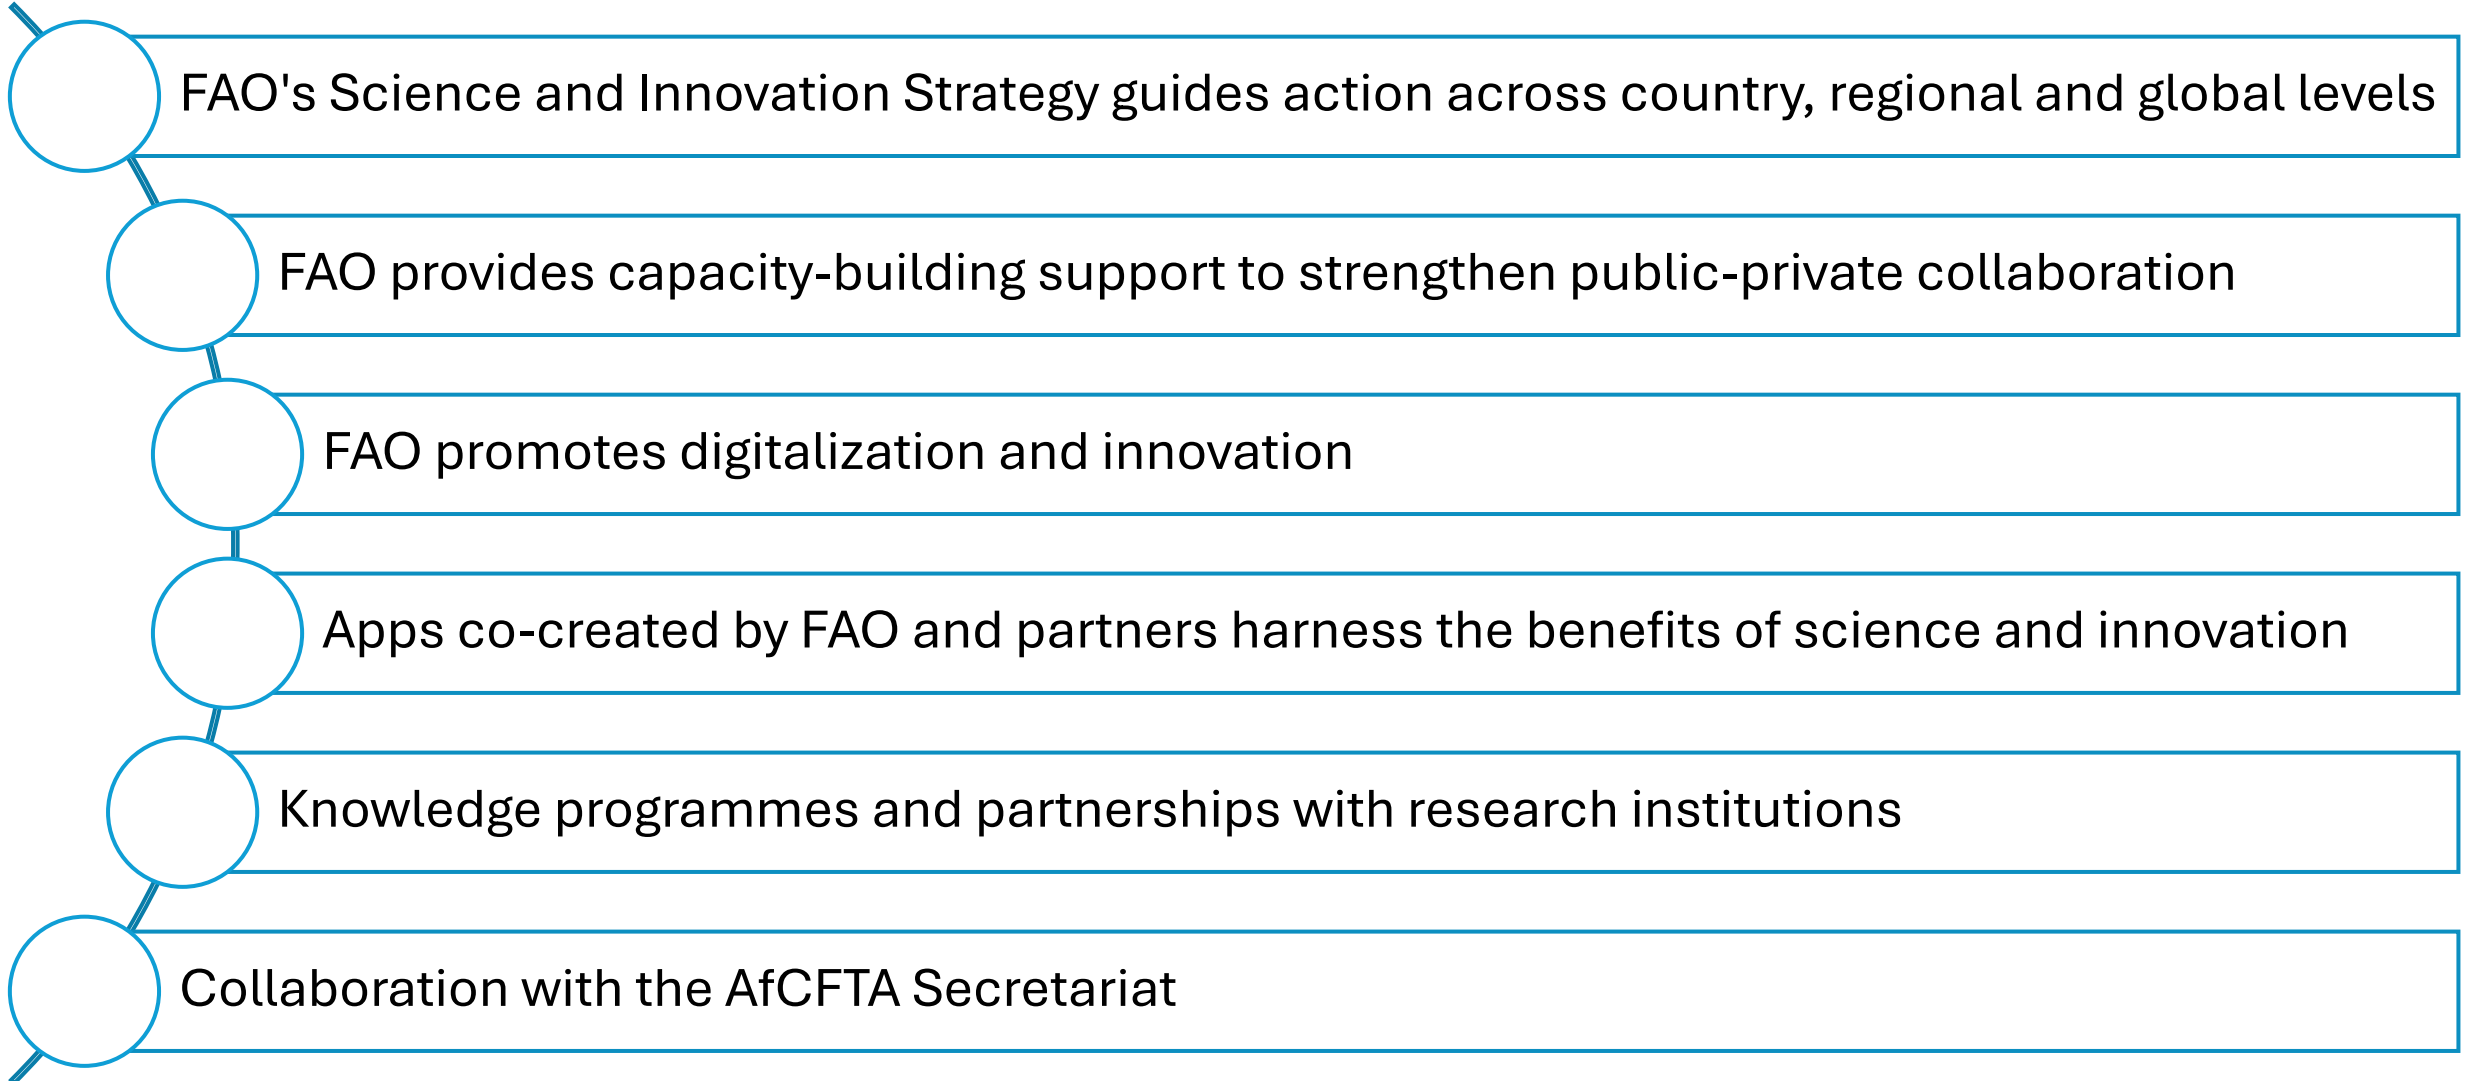 FAO's Science and Innovation Strategy guides action across country, regional and global levels
FAO provides capacity-building support to strengthen public-private collaboration
FAO promotes digitalization and innovation
Apps co-created by FAO and partners harness the benefits of science and innovation
Knowledge programmes and partnerships with research institutions
Collaboration with the AfCFTA Secretariat